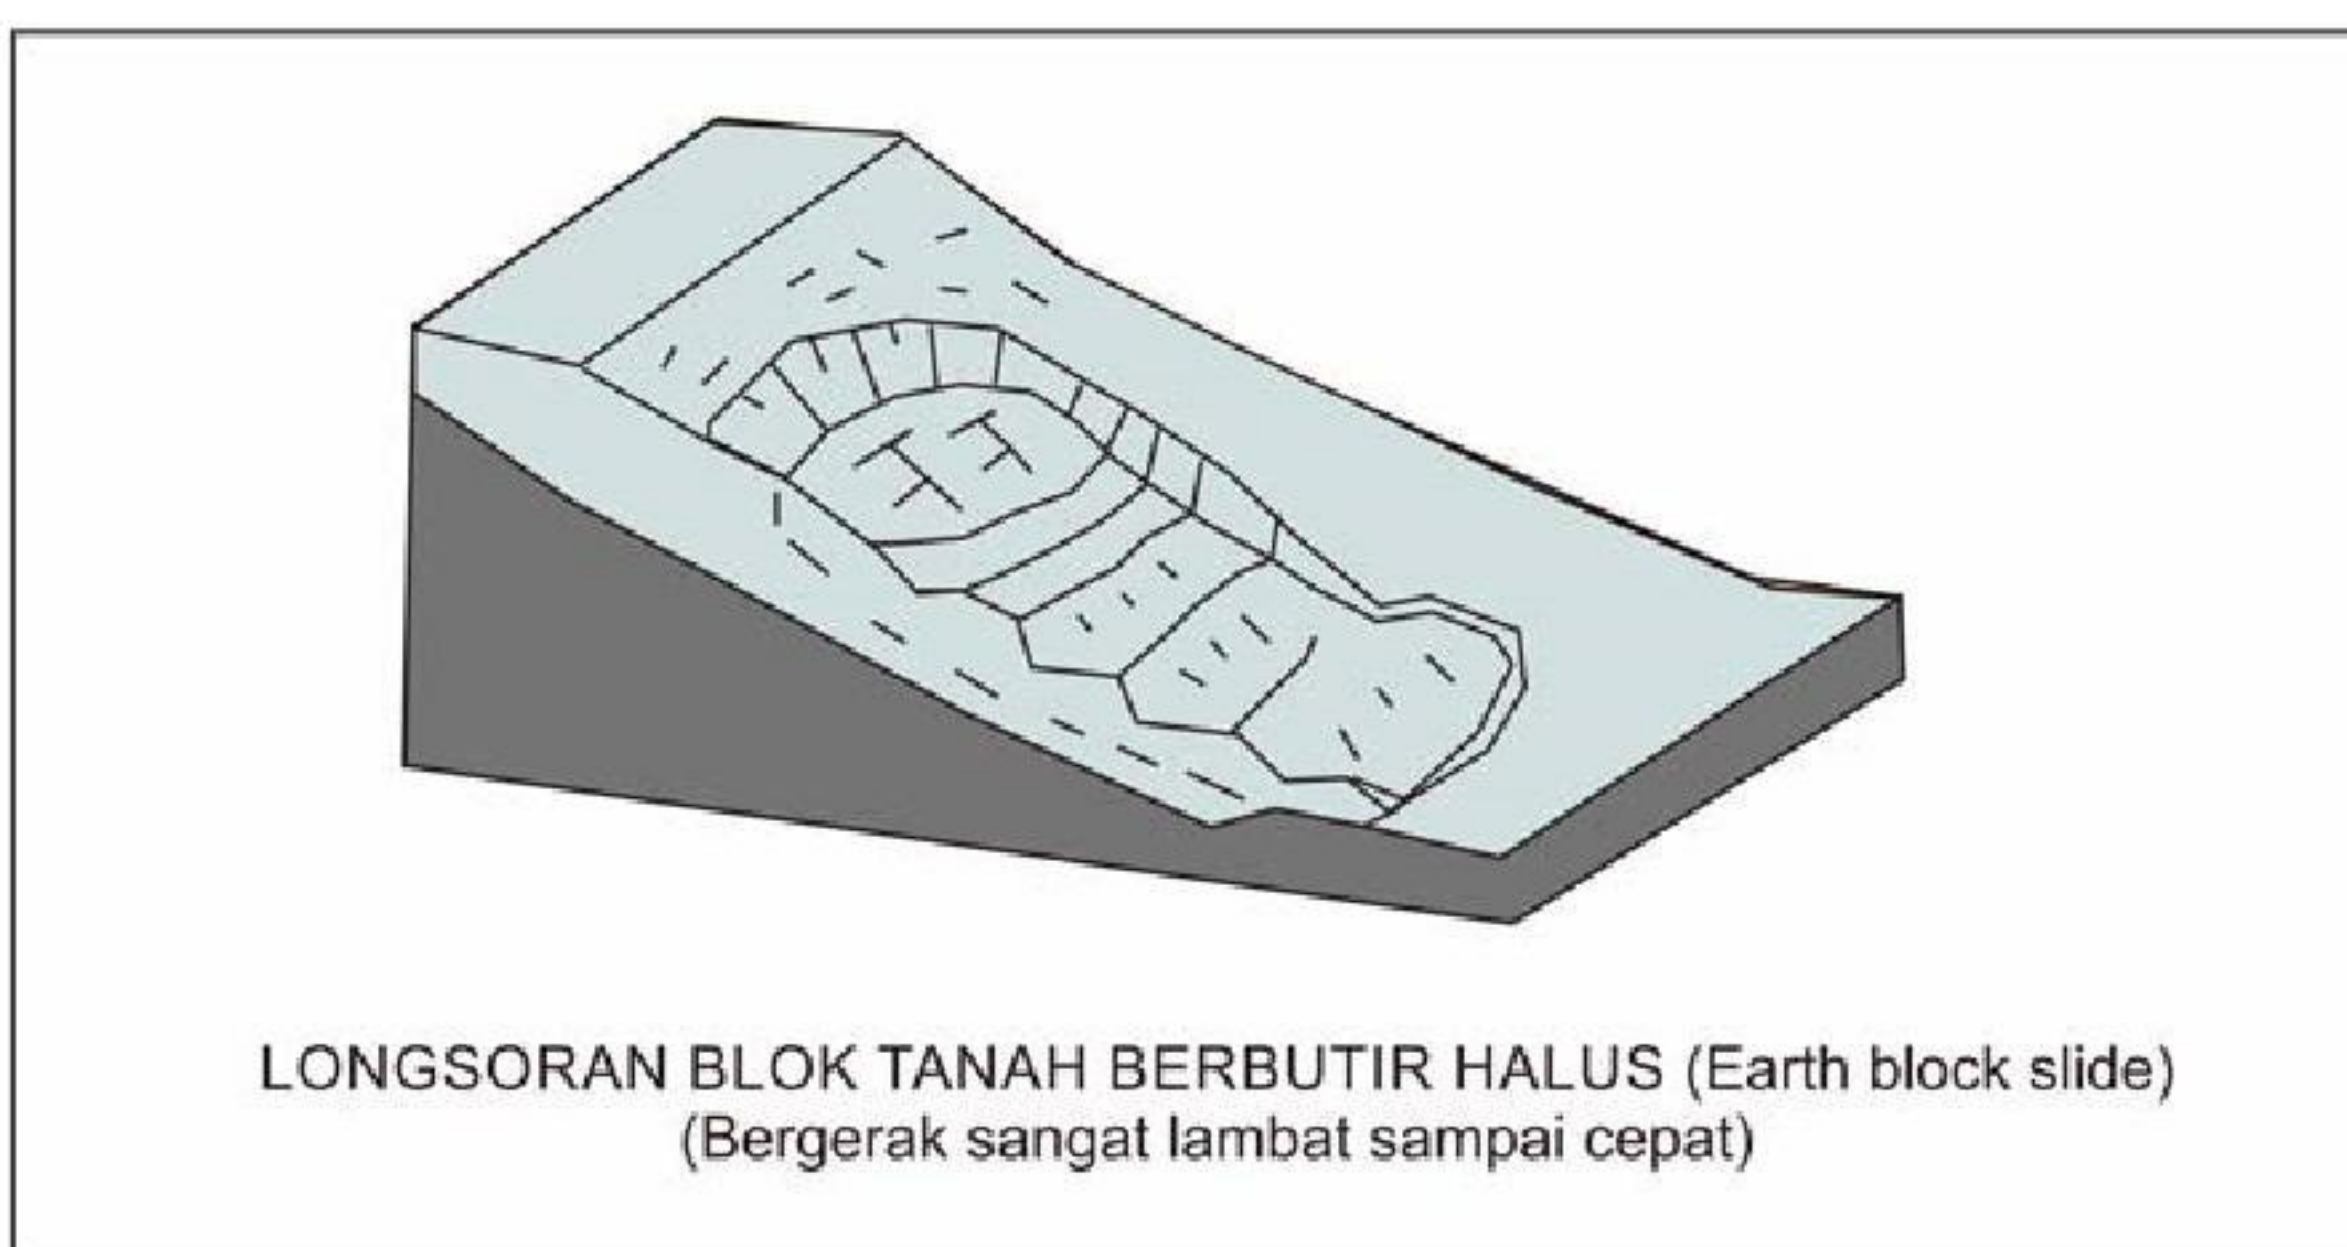 LONGSORAN BLOK TANAH BERBUTIR HALUS (Earth block slide)
(Bergerak sangat lambat sampai cepat)